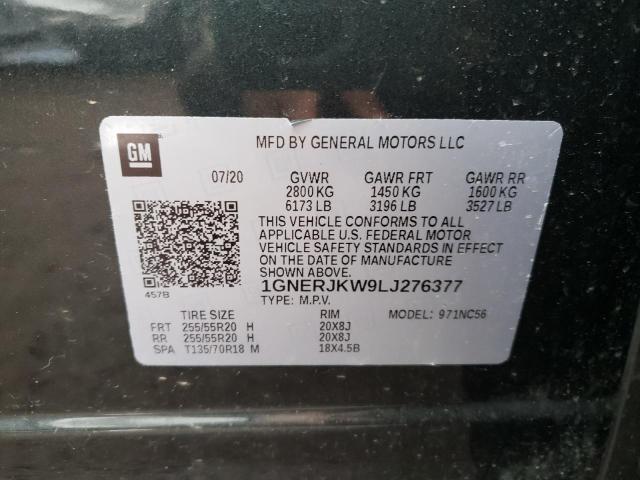 GM
MFD BY GENERAL MOTORS LLC
07/20 GVWR GAWR FRT GAWR RR
2800 KG 1450 KG 1600 KG
6173 LB 3196 LB 3527 LB
THIS VEHICLE CONFORMS TO ALL
APPLICABLE U.S. FEDERAL MOTOR
VEHICLE SAFETY STANDARDS IN EFFECT
ON THE DATE OF MANUFACTURE
SHOWN ABOVE.
457B
1GNERJKW9LJ276377
TYPE: M.P.V.
TIRE SIZE RIM MODEL: 971NC56
FRT 255/55R20 H 20X8J
RR 255/55R20 H 20X8J
SPA T135/70R18 M 18X4.5B